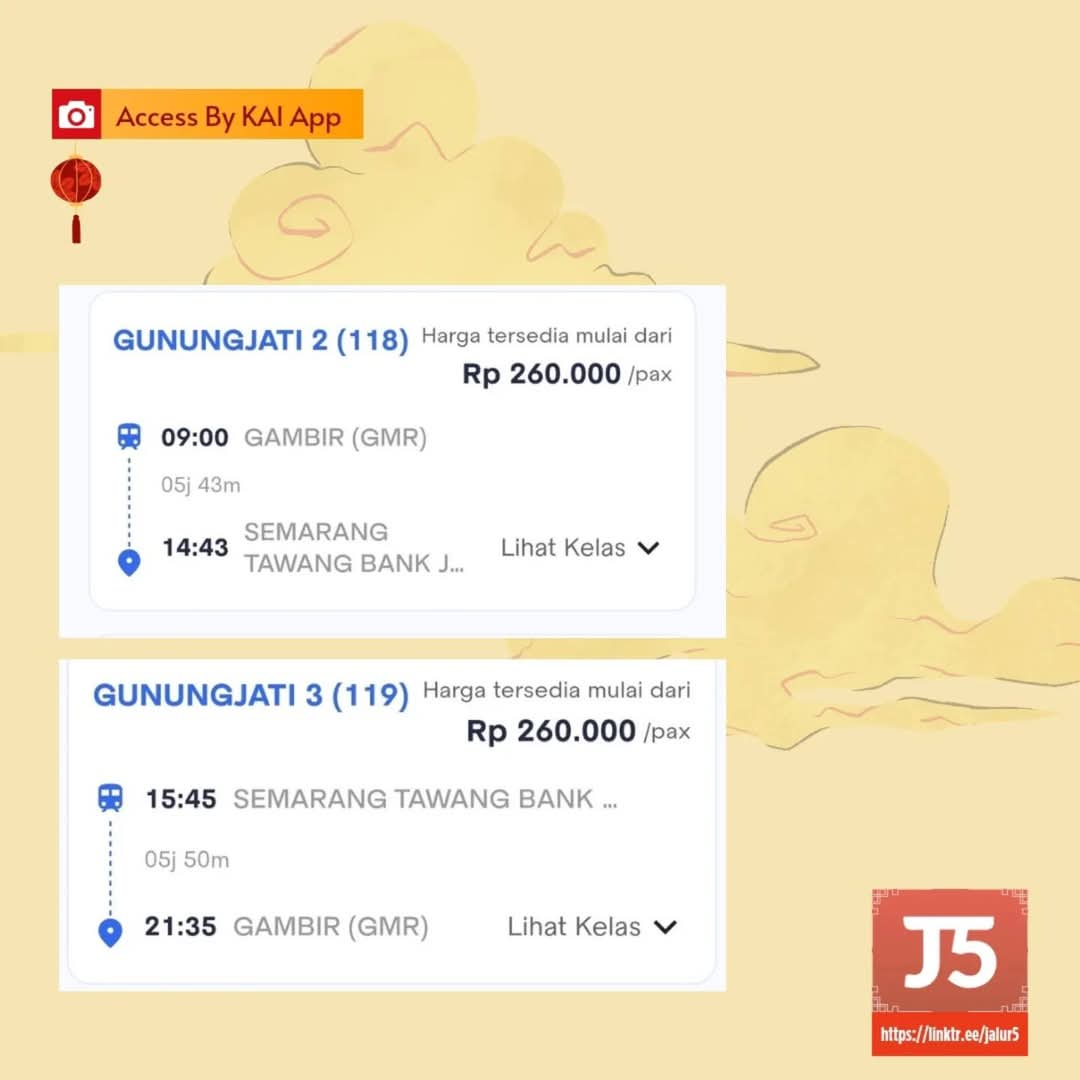 Access By KAI App
GUNUNGJATI 2 (118) Harga tersedia mulai dari
Rp 260.000 /pax
09:00 GAMBIR (GMR)
05j 43m
14:43 SEMARANG
TAWANG BANK J... Lihat Kelas
GUNUNGJATI 3 (119) Harga tersedia mulai dari
Rp 260.000 /pax
15:45 SEMARANG TAWANG BANK ...
05j 50m
21:35 GAMBIR (GMR) Lihat Kelas
J5
https://linktr.ee/jalur5